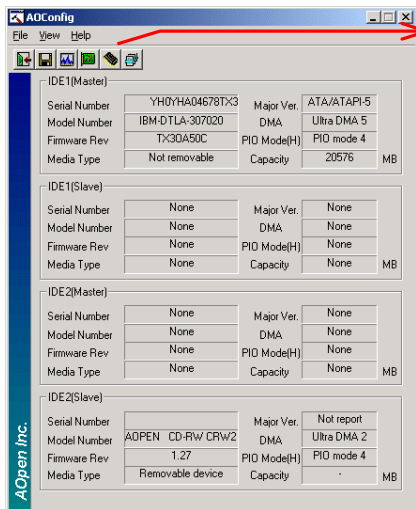 AOConfig
File View Help
IDE1(Master)
Serial Number YH0YHA04678TX3 Major Ver. ATA/ATAPI-5
Model Number IBM-DTLA-307020 DMA Ultra DMA 5
Firmware Rev TX3OA50C PIO Mode(H) PIO mode 4
Media Type Not removable Capacity 20576 MB
IDE1(Slave)
Serial Number None Major Ver. None
Model Number None DMA None
Firmware Rev None PIO Mode(H) None
Media Type None Capacity None MB
IDE2(Master)
Serial Number None Major Ver. None
Model Number None DMA None
Firmware Rev None PIO Mode(H) None
Media Type None Capacity None MB
IDE2(Slave)
Serial Number Major Ver. Not report
Model Number AOPEN CD-RW CRW2 DMA Ultra DMA 2
Firmware Rev 1.27 PIO Mode(H) PIO mode 4
Media Type Removable device Capacity - MB
AOpen Inc.